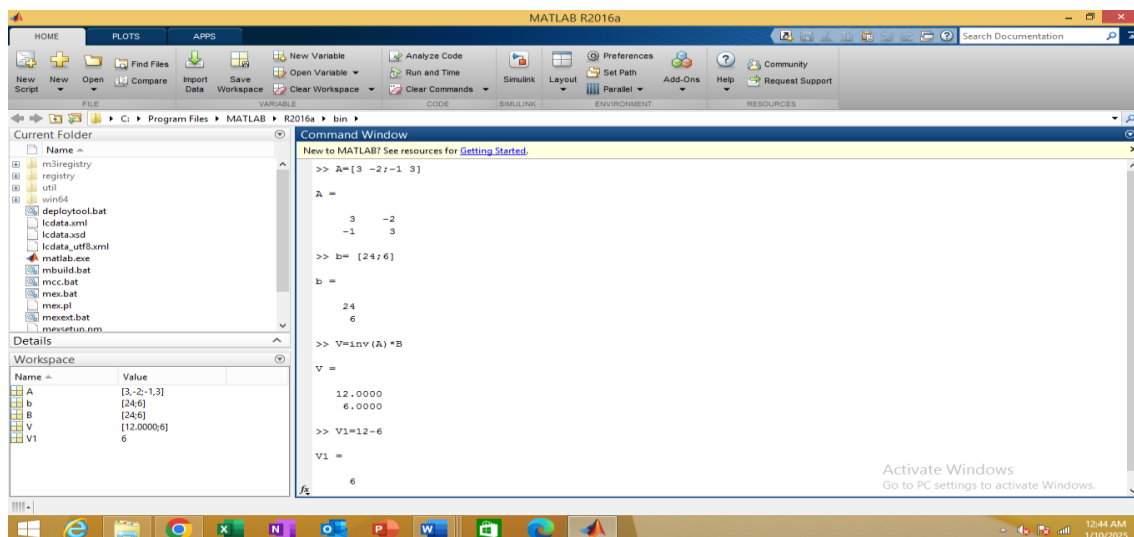 MATLAB R2016a
HOME PLOTS APPS
Search Documentation
New Script
New
Open
Find Files
Compare
Import Data
Save Workspace
New Variable
Open Variable
Clear Workspace
Analyze Code
Run and Time
Clear Commands
Simulink
Layout
Preferences
Set Path
Parallel
Add-Ons
Help
Community
Request Support
FILE VARIABLE CODE SIMULINK ENVIRONMENT RESOURCES
C: Program Files MATLAB R2016a bin
Current Folder
Name
m3iregistry
registry
util
win64
deploytool.bat
lcdata.xml
lcdata.xsd
lcdata_utf8.xml
matlab.exe
mbuild.bat
mcc.bat
mex.bat
mex.pl
mexext.bat
mexsetup.pm
Details
Workspace
Name Value
A [3,-2;-1,3]
b [24;6]
B [24;6]
V [12.0000;6]
V1 6
Command Window
New to MATLAB? See resources for Getting Started.
>> A=[3 -2;-1 3]
A =
3 -2
-1 3
>> b= [24;6]
b =
24
6
>> V=inv(A)*B
V =
12.0000
6.0000
>> V1=12-6
V1 =
6
fx
Activate Windows
Go to PC settings to activate Windows.
12:44 AM
1/10/2025